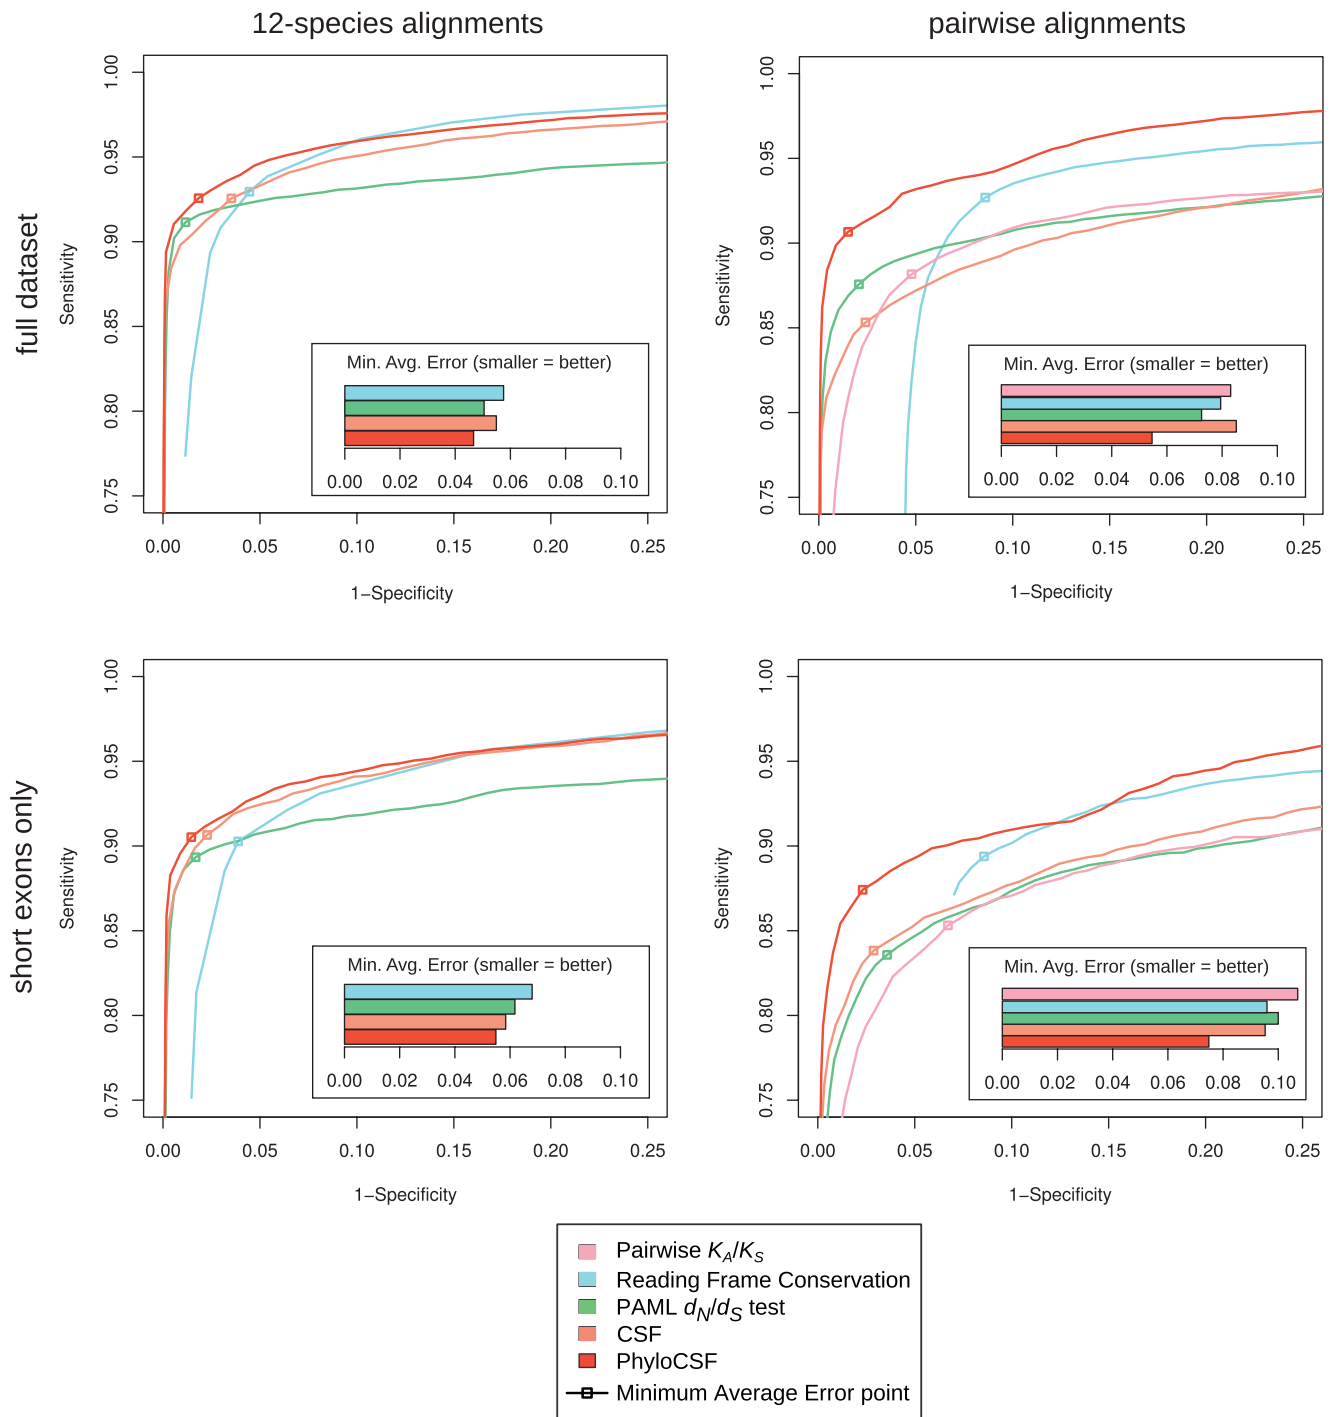 12-species alignments
pairwise alignments
full dataset
Sensitivity
1.00
0.95
0.90
0.85
0.80
0.75
Min. Avg. Error (smaller = better)
0.00 0.02 0.04 0.06 0.08 0.10
0.00 0.05 0.10 0.15 0.20 0.25
1–Specificity
Sensitivity
1.00
0.95
0.90
0.85
0.80
0.75
Min. Avg. Error (smaller = better)
0.00 0.02 0.04 0.06 0.08 0.10
0.00 0.05 0.10 0.15 0.20 0.25
1–Specificity
short exons only
Sensitivity
1.00
0.95
0.90
0.85
0.80
0.75
Min. Avg. Error (smaller = better)
0.00 0.02 0.04 0.06 0.08 0.10
0.00 0.05 0.10 0.15 0.20 0.25
1–Specificity
Sensitivity
1.00
0.95
0.90
0.85
0.80
0.75
Min. Avg. Error (smaller = better)
0.00 0.02 0.04 0.06 0.08 0.10
0.00 0.05 0.10 0.15 0.20 0.25
1–Specificity
Pairwise K_A/K_S
Reading Frame Conservation
PAML d_N/d_S test
CSF
PhyloCSF
Minimum Average Error point